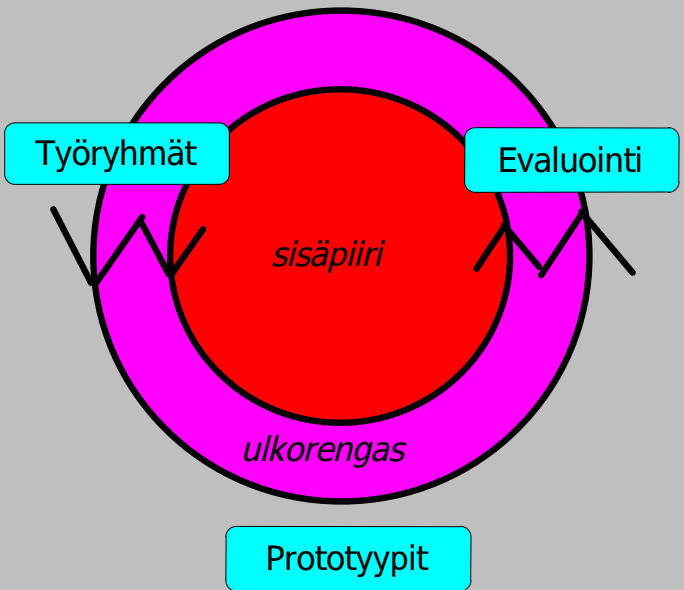 Työryhmät
Evaluointi
sisäpiiri
ulkorengas
Prototyypit